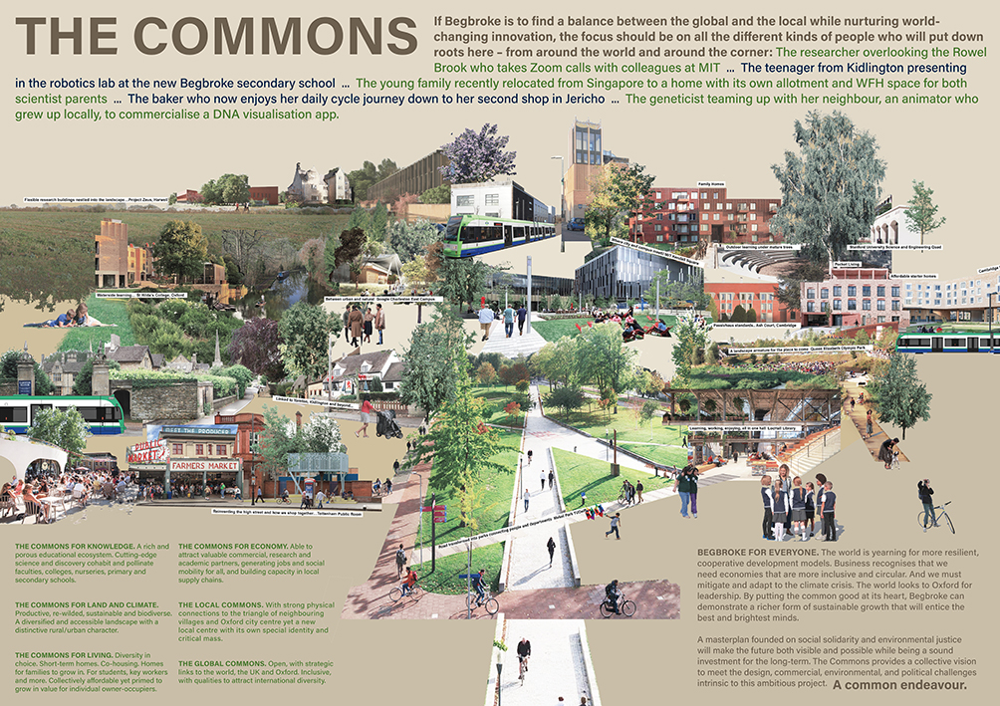 THE COMMONS
If Begbroke is to find a balance between the global and the local while nurturing world-
changing innovation, the focus should be on all the different kinds of people who will put down
roots here – from around the world and around the corner: The researcher overlooking the Rowel
Brook who takes Zoom calls with colleagues at MIT ... The teenager from Kidlington presenting
in the robotics lab at the new Begbroke secondary school ... The young family recently relocated from Singapore to a home with its own allotment and WFH space for both
scientist parents ... The baker who now enjoys her daily cycle journey down to her second shop in Jericho ... The geneticist teaming up with her neighbour, an animator who
grew up locally, to commercialise a DNA visualisation app.
Family Homes
Flexible research buildings nestled into the landscape... Project Zeus, Harwell
Outdoor learning under mature trees
Stanford University Science and Engineering Quad
Pocket Living
Affordable starter homes
Cambridge
Waterside learning... St Hilda's College, Oxford
Between urban and natural: Google Charleston East Campus
Passivhaus standards, Ash Court, Cambridge
A landscape armature for the place to come: Queen Elizabeth Olympic Park
Linked to Yarnton, Kidlington and beyond...
Learning, working, enjoying, all in one hall: LocHal Library
MEET THE PRODUCER
PUBLIC MARKET
FARMERS MARKET
Reinventing the high street and how we shop together... Tottenham Public Room
THE COMMONS FOR KNOWLEDGE. A rich and
porous educational ecosystem. Cutting-edge
science and discovery cohabit and pollinate
faculties, colleges, nurseries, primary and
secondary schools.
THE COMMONS FOR LAND AND CLIMATE.
Productive, re-wilded, sustainable and biodiverse.
A diversified and accessible landscape with a
distinctive rural/urban character.
THE COMMONS FOR LIVING. Diversity in
choice. Short-term homes. Co-housing. Homes
for families to grow in. For students, key workers
and more. Collectively affordable yet primed to
grow in value for individual owner-occupiers.
THE COMMONS FOR ECONOMY. Able to
attract valuable commercial, research and
academic partners, generating jobs and social
mobility for all, and building capacity in local
supply chains.
THE LOCAL COMMONS. With strong physical
connections to the triangle of neighbouring
villages and Oxford city centre yet a new
local centre with its own special identity and
critical mass.
THE GLOBAL COMMONS. Open, with strategic
links to the world, the UK and Oxford. Inclusive,
with qualities to attract international diversity.
BEGBROKE FOR EVERYONE. The world is yearning for more resilient,
cooperative development models. Business recognises that we
need economies that are more inclusive and circular. And we must
mitigate and adapt to the climate crisis. The world looks to Oxford for
leadership. By putting the common good at its heart, Begbroke can
demonstrate a richer form of sustainable growth that will entice the
best and brightest minds.
A masterplan founded on social solidarity and environmental justice
will make the future both visible and possible while being a sound
investment for the long-term. The Commons provides a collective vision
to meet the design, commercial, environmental, and political challenges
intrinsic to this ambitious project. A common endeavour.